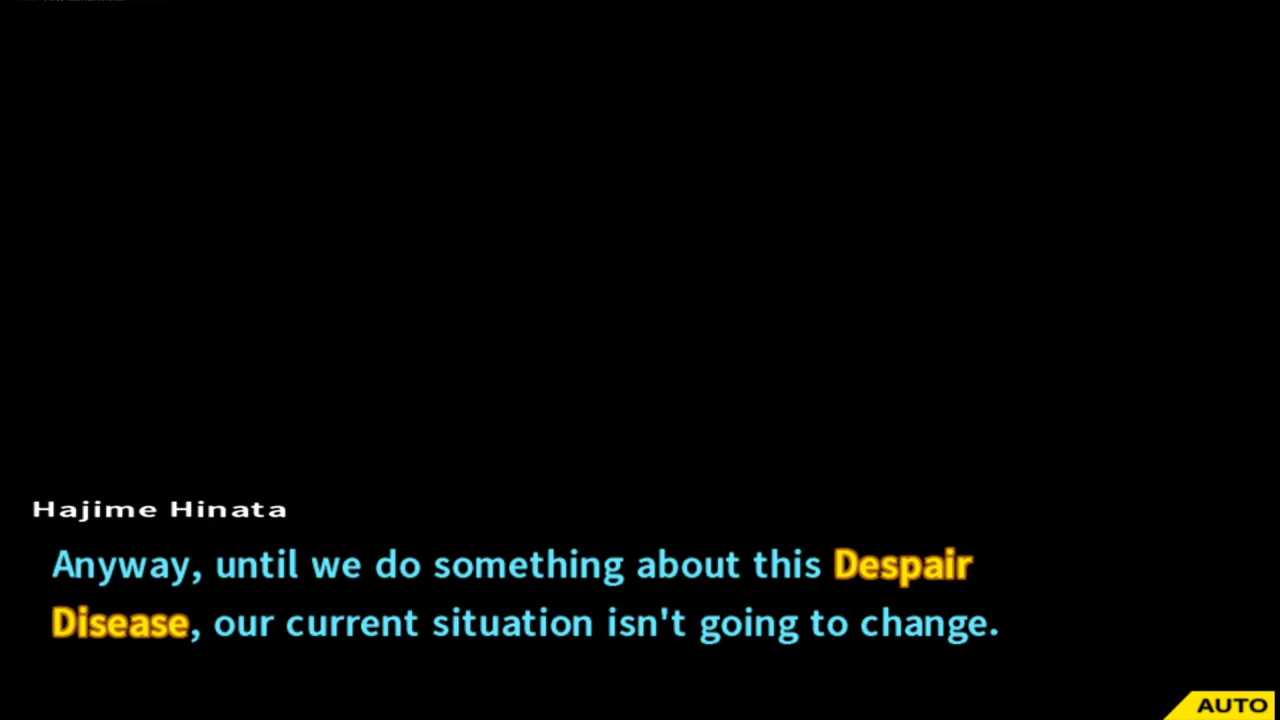 Hajime Hinata
Anyway, until we do something about this Despair
Disease, our current situation isn't going to change.
AUTO